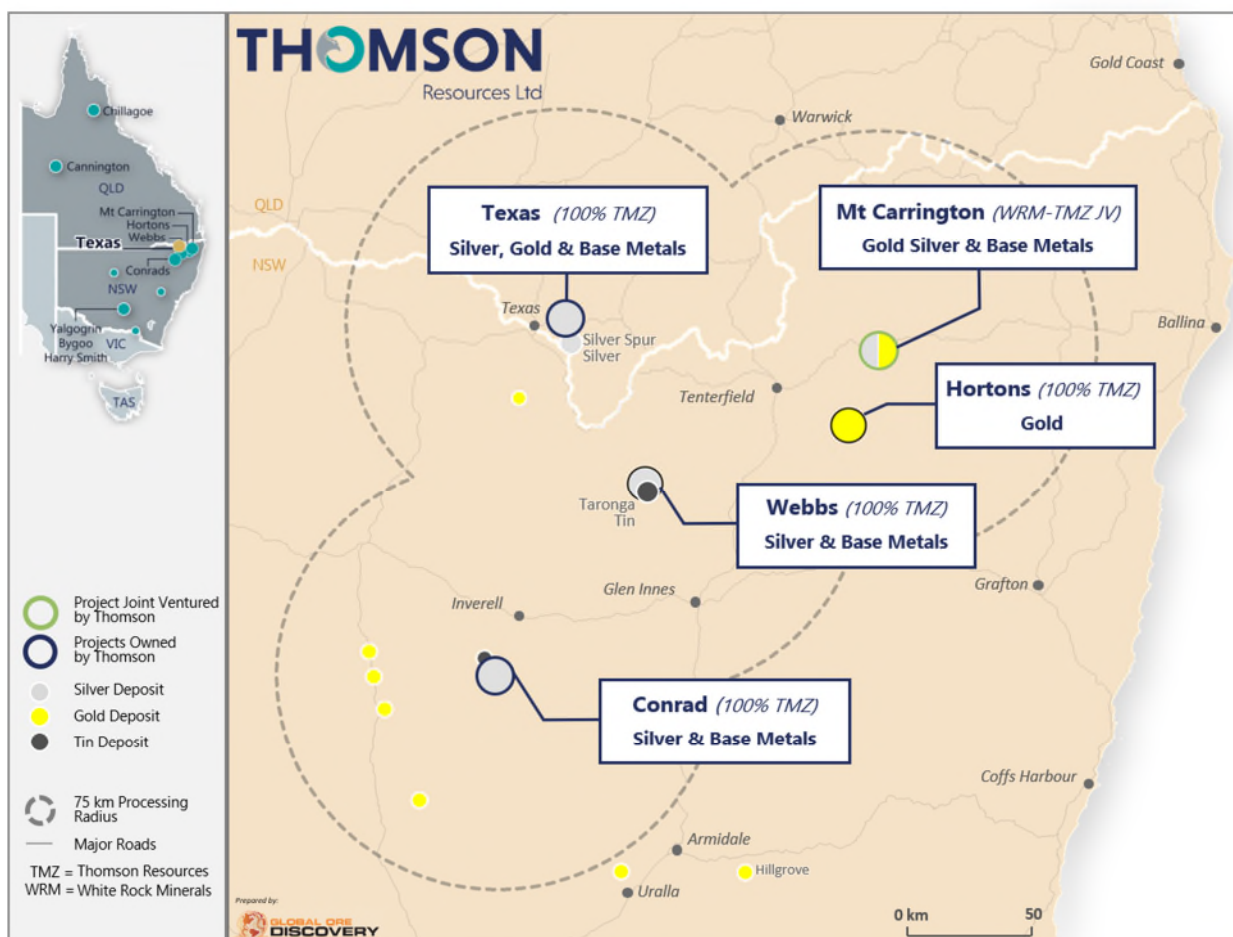 THOMSON
Resources Ltd
Chillagoe
Cannington
QLD
Mt Carrington
Hortons
Webbs
Texas
Conrads
NSW
Yalgogrin
Bygoo
Harry Smith
VIC
TAS
Project Joint Ventured
by Thomson
Projects Owned
by Thomson
Silver Deposit
Gold Deposit
Tin Deposit
75 km Processing
Radius
Major Roads
TMZ = Thomson Resources
WRM = White Rock Minerals
Gold Coast
Warwick
QLD
NSW
Texas (100% TMZ)
Silver, Gold & Base Metals
Mt Carrington (WRM-TMZ JV)
Gold Silver & Base Metals
Texas
Silver Spur
Silver
Ballina
Tenterfield
Hortons (100% TMZ)
Gold
Taronga
Tin
Webbs (100% TMZ)
Silver & Base Metals
Glen Innes
Grafton
Inverell
Conrad (100% TMZ)
Silver & Base Metals
Coffs Harbour
Armidale
Hillgrove
Uralla
Prepared by:
GLOBAL ORE
DISCOVERY
0 km 50